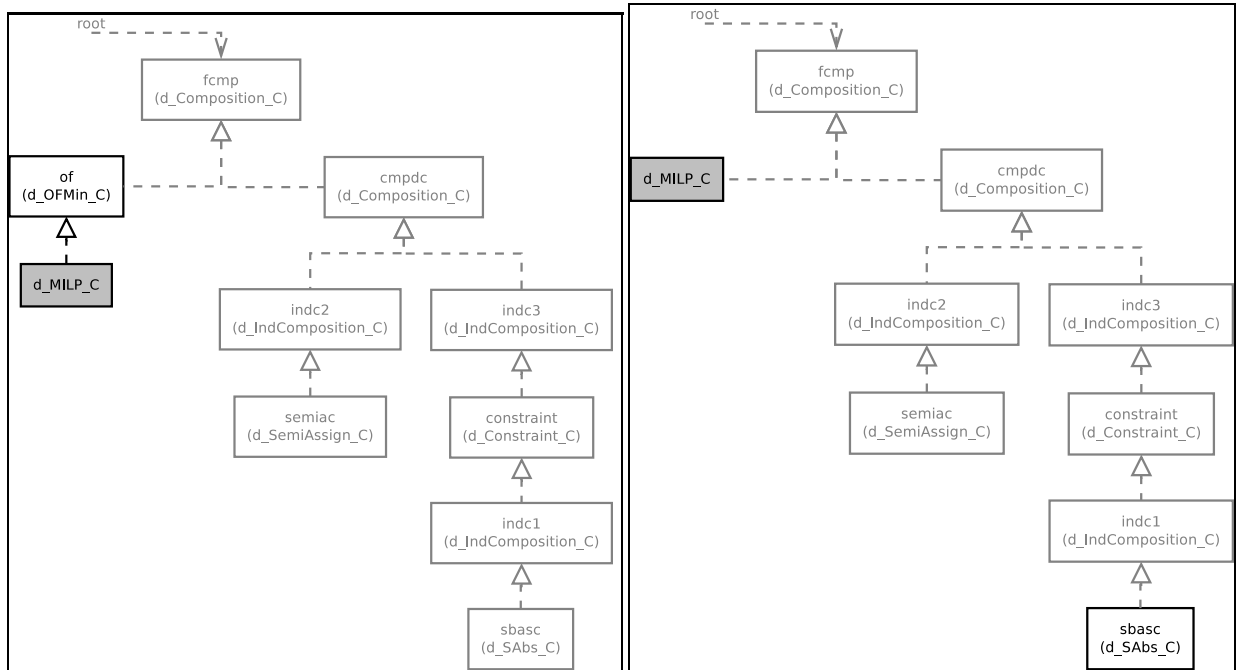 root
fcmp
(d_Composition_C)
of
(d_OFMin_C)
cmpdc
(d_Composition_C)
d_MILP_C
indc2
(d_IndComposition_C)
indc3
(d_IndComposition_C)
semiac
(d_SemiAssign_C)
constraint
(d_Constraint_C)
indc1
(d_IndComposition_C)
sbasc
(d_SAbs_C)
root
fcmp
(d_Composition_C)
d_MILP_C
cmpdc
(d_Composition_C)
indc2
(d_IndComposition_C)
indc3
(d_IndComposition_C)
semiac
(d_SemiAssign_C)
constraint
(d_Constraint_C)
indc1
(d_IndComposition_C)
sbasc
(d_SAbs_C)